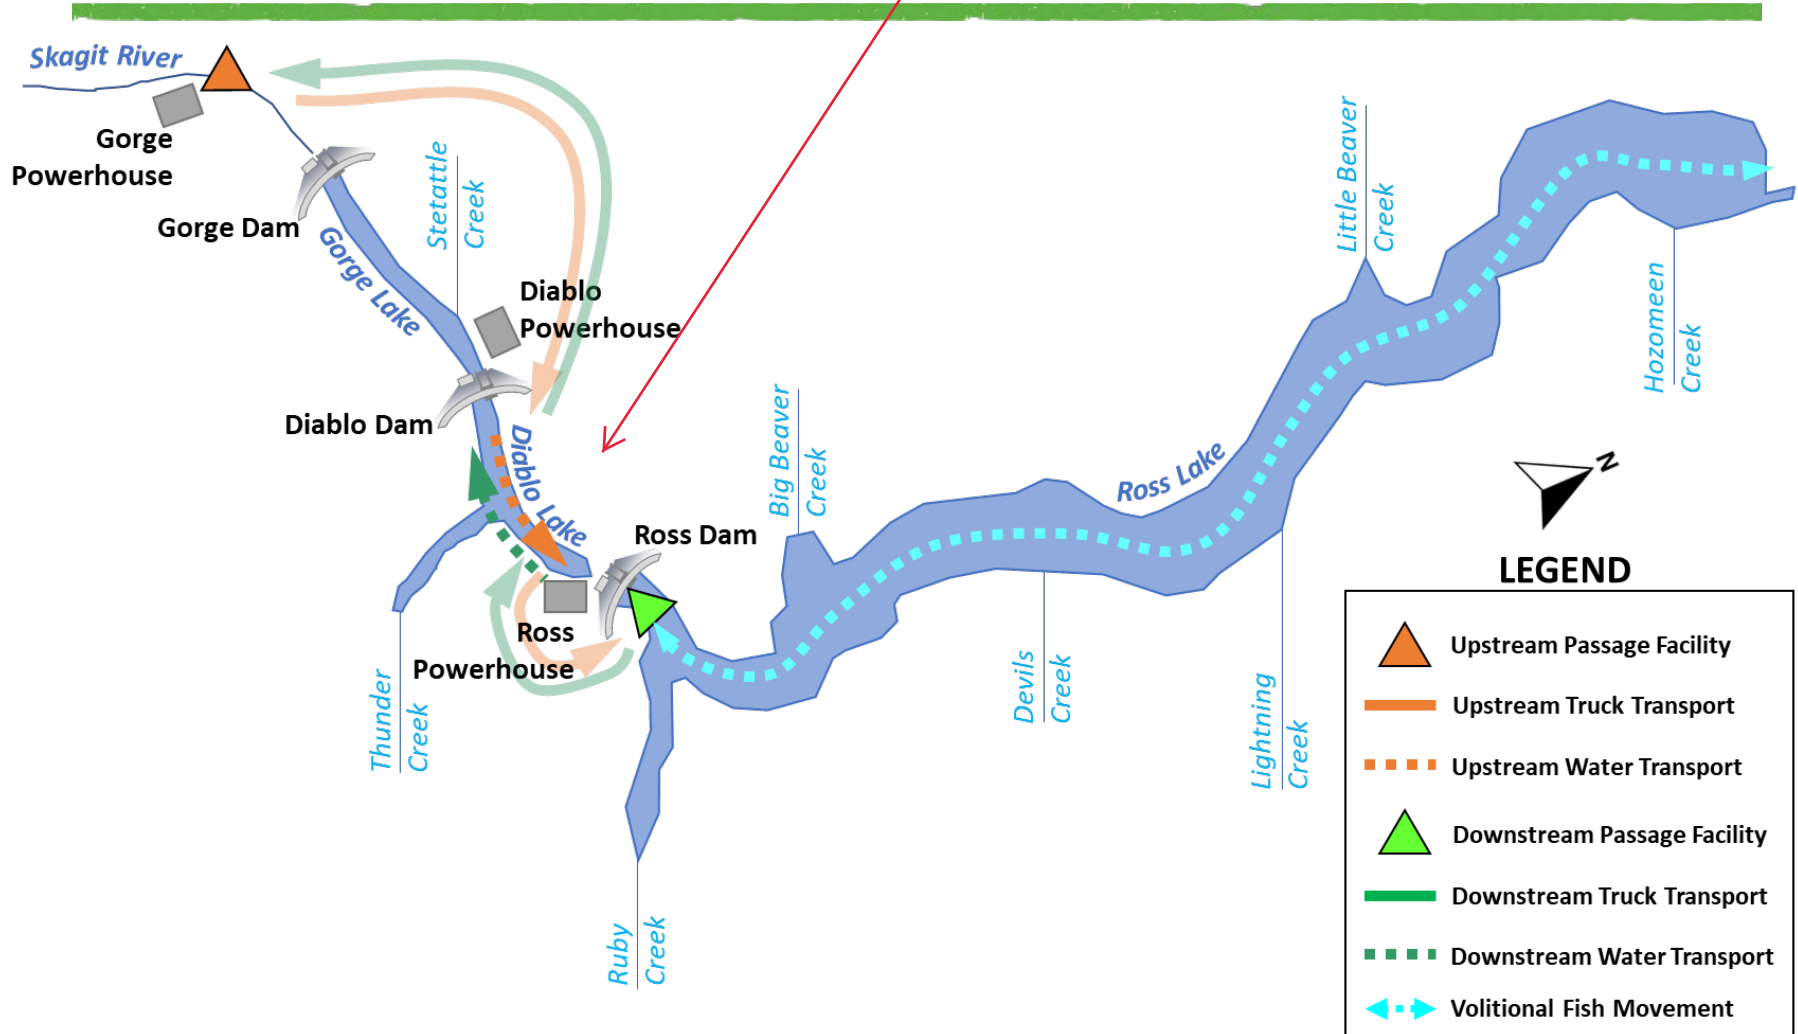 Skagit River
Gorge
Powerhouse
Gorge Dam
Gorge Lake
Stetattle
Creek
Diablo
Powerhouse
Diablo Dam
Diablo Lake
Ross Dam
Ross
Powerhouse
Thunder
Creek
Ruby
Creek
Big Beaver
Creek
Ross Lake
Devils
Creek
Lightning
Creek
Little Beaver
Creek
Hozomeen
Creek
N
LEGEND
Upstream Passage Facility
Upstream Truck Transport
Upstream Water Transport
Downstream Passage Facility
Downstream Truck Transport
Downstream Water Transport
Volitional Fish Movement